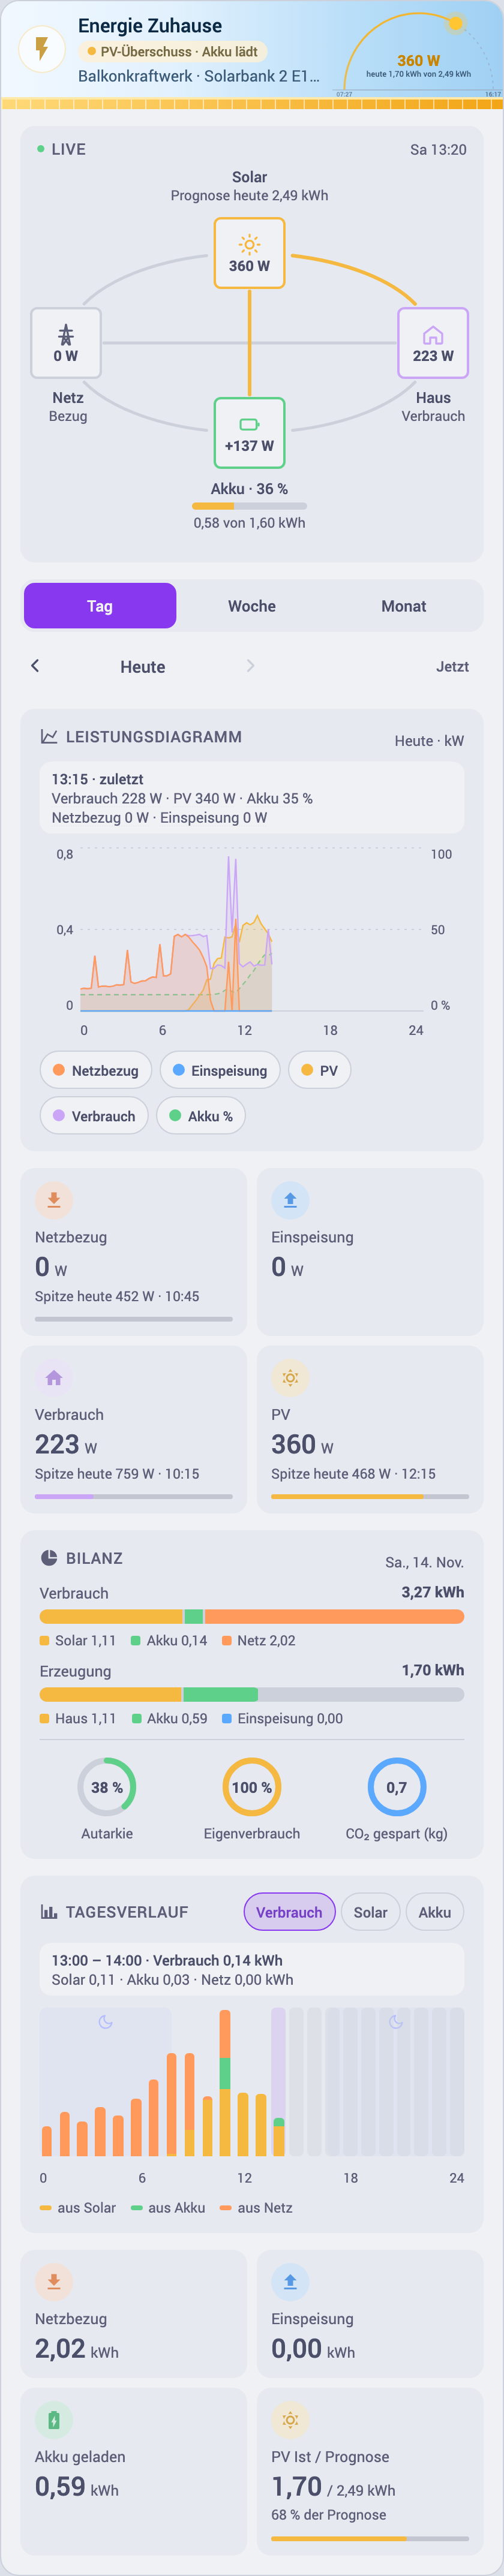 Energie Zuhause
PV-Überschuss · Akku lädt
Balkonkraftwerk · Solarbank 2 E1…
360 W
heute 1,70 kWh von 2,49 kWh
07:27
16:17
LIVE
Sa 13:20
Solar
Prognose heute 2,49 kWh
360 W
0 W
223 W
Netz
Bezug
Haus
Verbrauch
+137 W
Akku · 36 %
0,58 von 1,60 kWh
Tag
Woche
Monat
Heute
Jetzt
LEISTUNGSDIAGRAMM
Heute · kW
13:15 · zuletzt
Verbrauch 228 W · PV 340 W · Akku 35 %
Netzbezug 0 W · Einspeisung 0 W
0,8
100
0,4
50
0
0 %
0 6 12 18 24
Netzbezug
Einspeisung
PV
Verbrauch
Akku %
Netzbezug
0 W
Spitze heute 452 W · 10:45
Einspeisung
0 W
Verbrauch
223 W
Spitze heute 759 W · 10:15
PV
360 W
Spitze heute 468 W · 12:15
BILANZ
Sa., 14. Nov.
Verbrauch
3,27 kWh
Solar 1,11 Akku 0,14 Netz 2,02
Erzeugung
1,70 kWh
Haus 1,11 Akku 0,59 Einspeisung 0,00
38 %
100 %
0,7
Autarkie
Eigenverbrauch
CO₂ gespart (kg)
TAGESVERLAUF
Verbrauch
Solar
Akku
13:00 – 14:00 · Verbrauch 0,14 kWh
Solar 0,11 · Akku 0,03 · Netz 0,00 kWh
0 6 12 18 24
aus Solar aus Akku aus Netz
Netzbezug
2,02 kWh
Einspeisung
0,00 kWh
Akku geladen
0,59 kWh
PV Ist / Prognose
1,70 / 2,49 kWh
68 % der Prognose